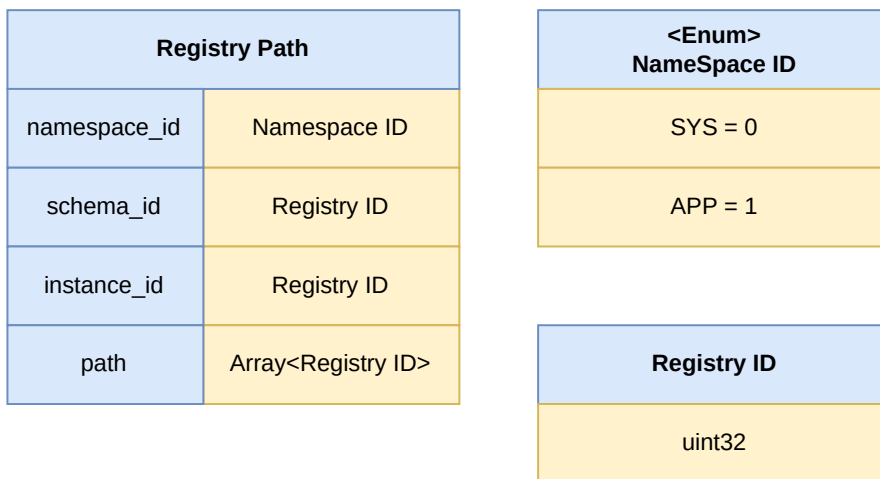 Registry Path
namespace_id
Namespace ID
schema_id
Registry ID
instance_id
Registry ID
path
Array<Registry ID>
<Enum>
NameSpace ID
SYS = 0
APP = 1
Registry ID
uint32